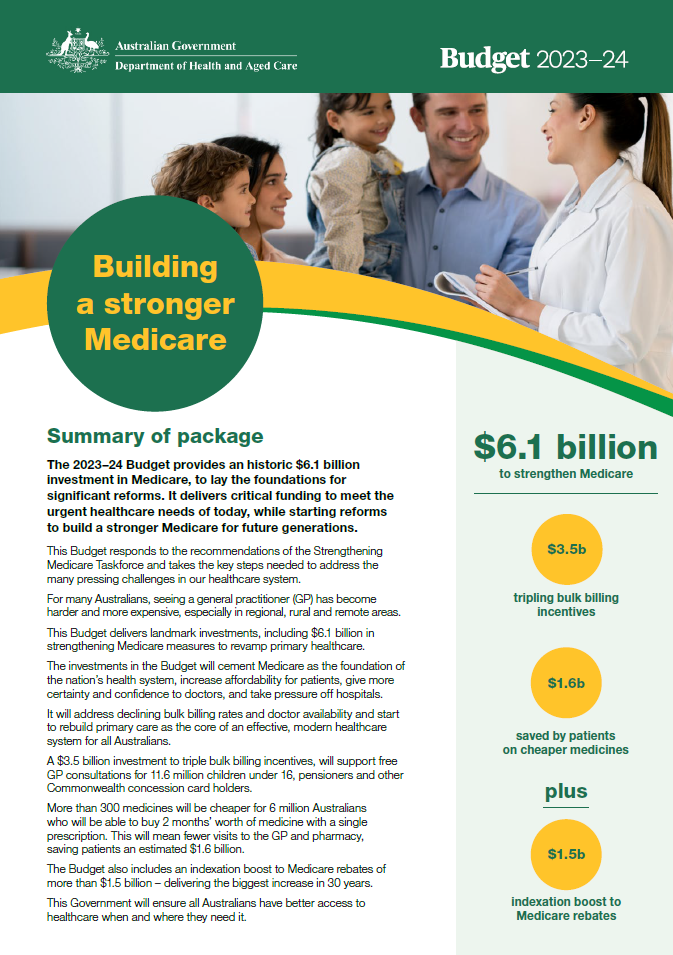 Australian Government
Department of Health and Aged Care
Budget 2023–24
Building
a stronger
Medicare
Summary of package
The 2023–24 Budget provides an historic $6.1 billion
investment in Medicare, to lay the foundations for
significant reforms. It delivers critical funding to meet the
urgent healthcare needs of today, while starting reforms
to build a stronger Medicare for future generations.
This Budget responds to the recommendations of the Strengthening
Medicare Taskforce and takes the key steps needed to address the
many pressing challenges in our healthcare system.
For many Australians, seeing a general practitioner (GP) has become
harder and more expensive, especially in regional, rural and remote areas.
This Budget delivers landmark investments, including $6.1 billion in
strengthening Medicare measures to revamp primary healthcare.
The investments in the Budget will cement Medicare as the foundation of
the nation's health system, increase affordability for patients, give more
certainty and confidence to doctors, and take pressure off hospitals.
It will address declining bulk billing rates and doctor availability and start
to rebuild primary care as the core of an effective, modern healthcare
system for all Australians.
A $3.5 billion investment to triple bulk billing incentives, will support free
GP consultations for 11.6 million children under 16, pensioners and other
Commonwealth concession card holders.
More than 300 medicines will be cheaper for 6 million Australians
who will be able to buy 2 months' worth of medicine with a single
prescription. This will mean fewer visits to the GP and pharmacy,
saving patients an estimated $1.6 billion.
The Budget also includes an indexation boost to Medicare rebates of
more than $1.5 billion – delivering the biggest increase in 30 years.
This Government will ensure all Australians have better access to
healthcare when and where they need it.
$6.1 billion
to strengthen Medicare
$3.5b
tripling bulk billing
incentives
$1.6b
saved by patients
on cheaper medicines
plus
$1.5b
indexation boost to
Medicare rebates